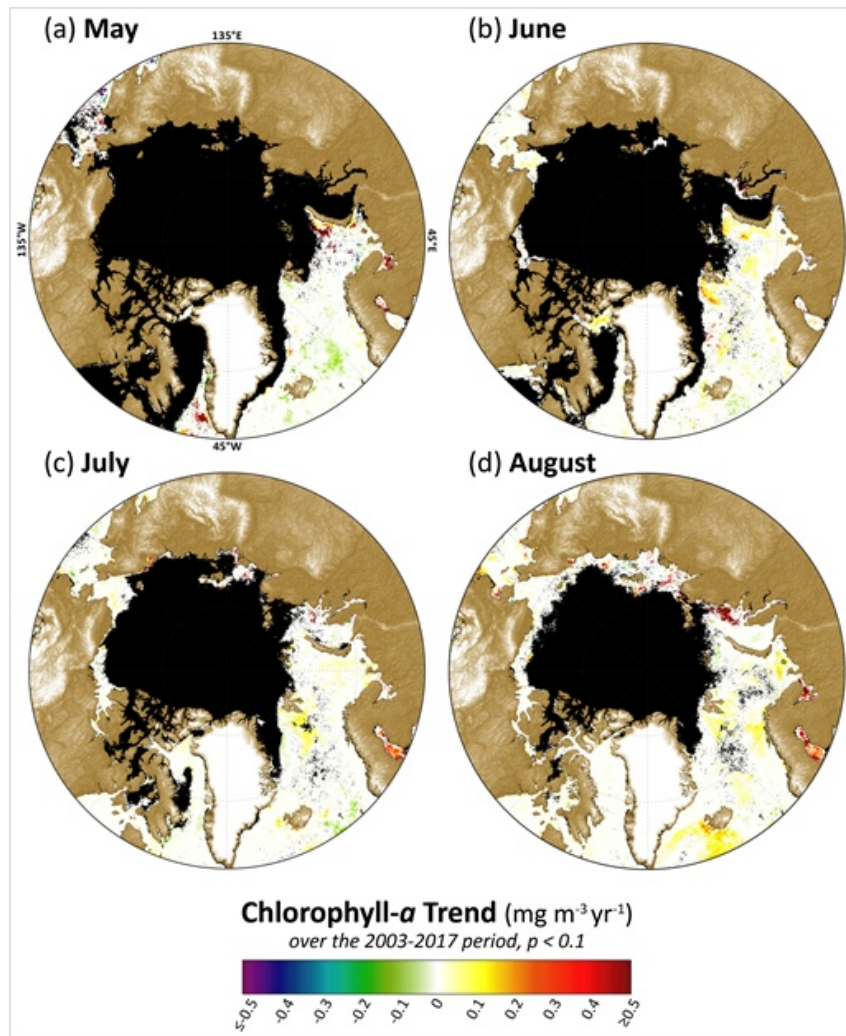 (a) May
135°E
(b) June
135°W
45°E
45°W
(c) July
(d) August
Chlorophyll-a Trend (mg m⁻³ yr⁻¹)
over the 2003-2017 period, p < 0.1
≤-0.5 -0.4 -0.3 -0.2 -0.1 0 0.1 0.2 0.3 0.4 ≥0.5